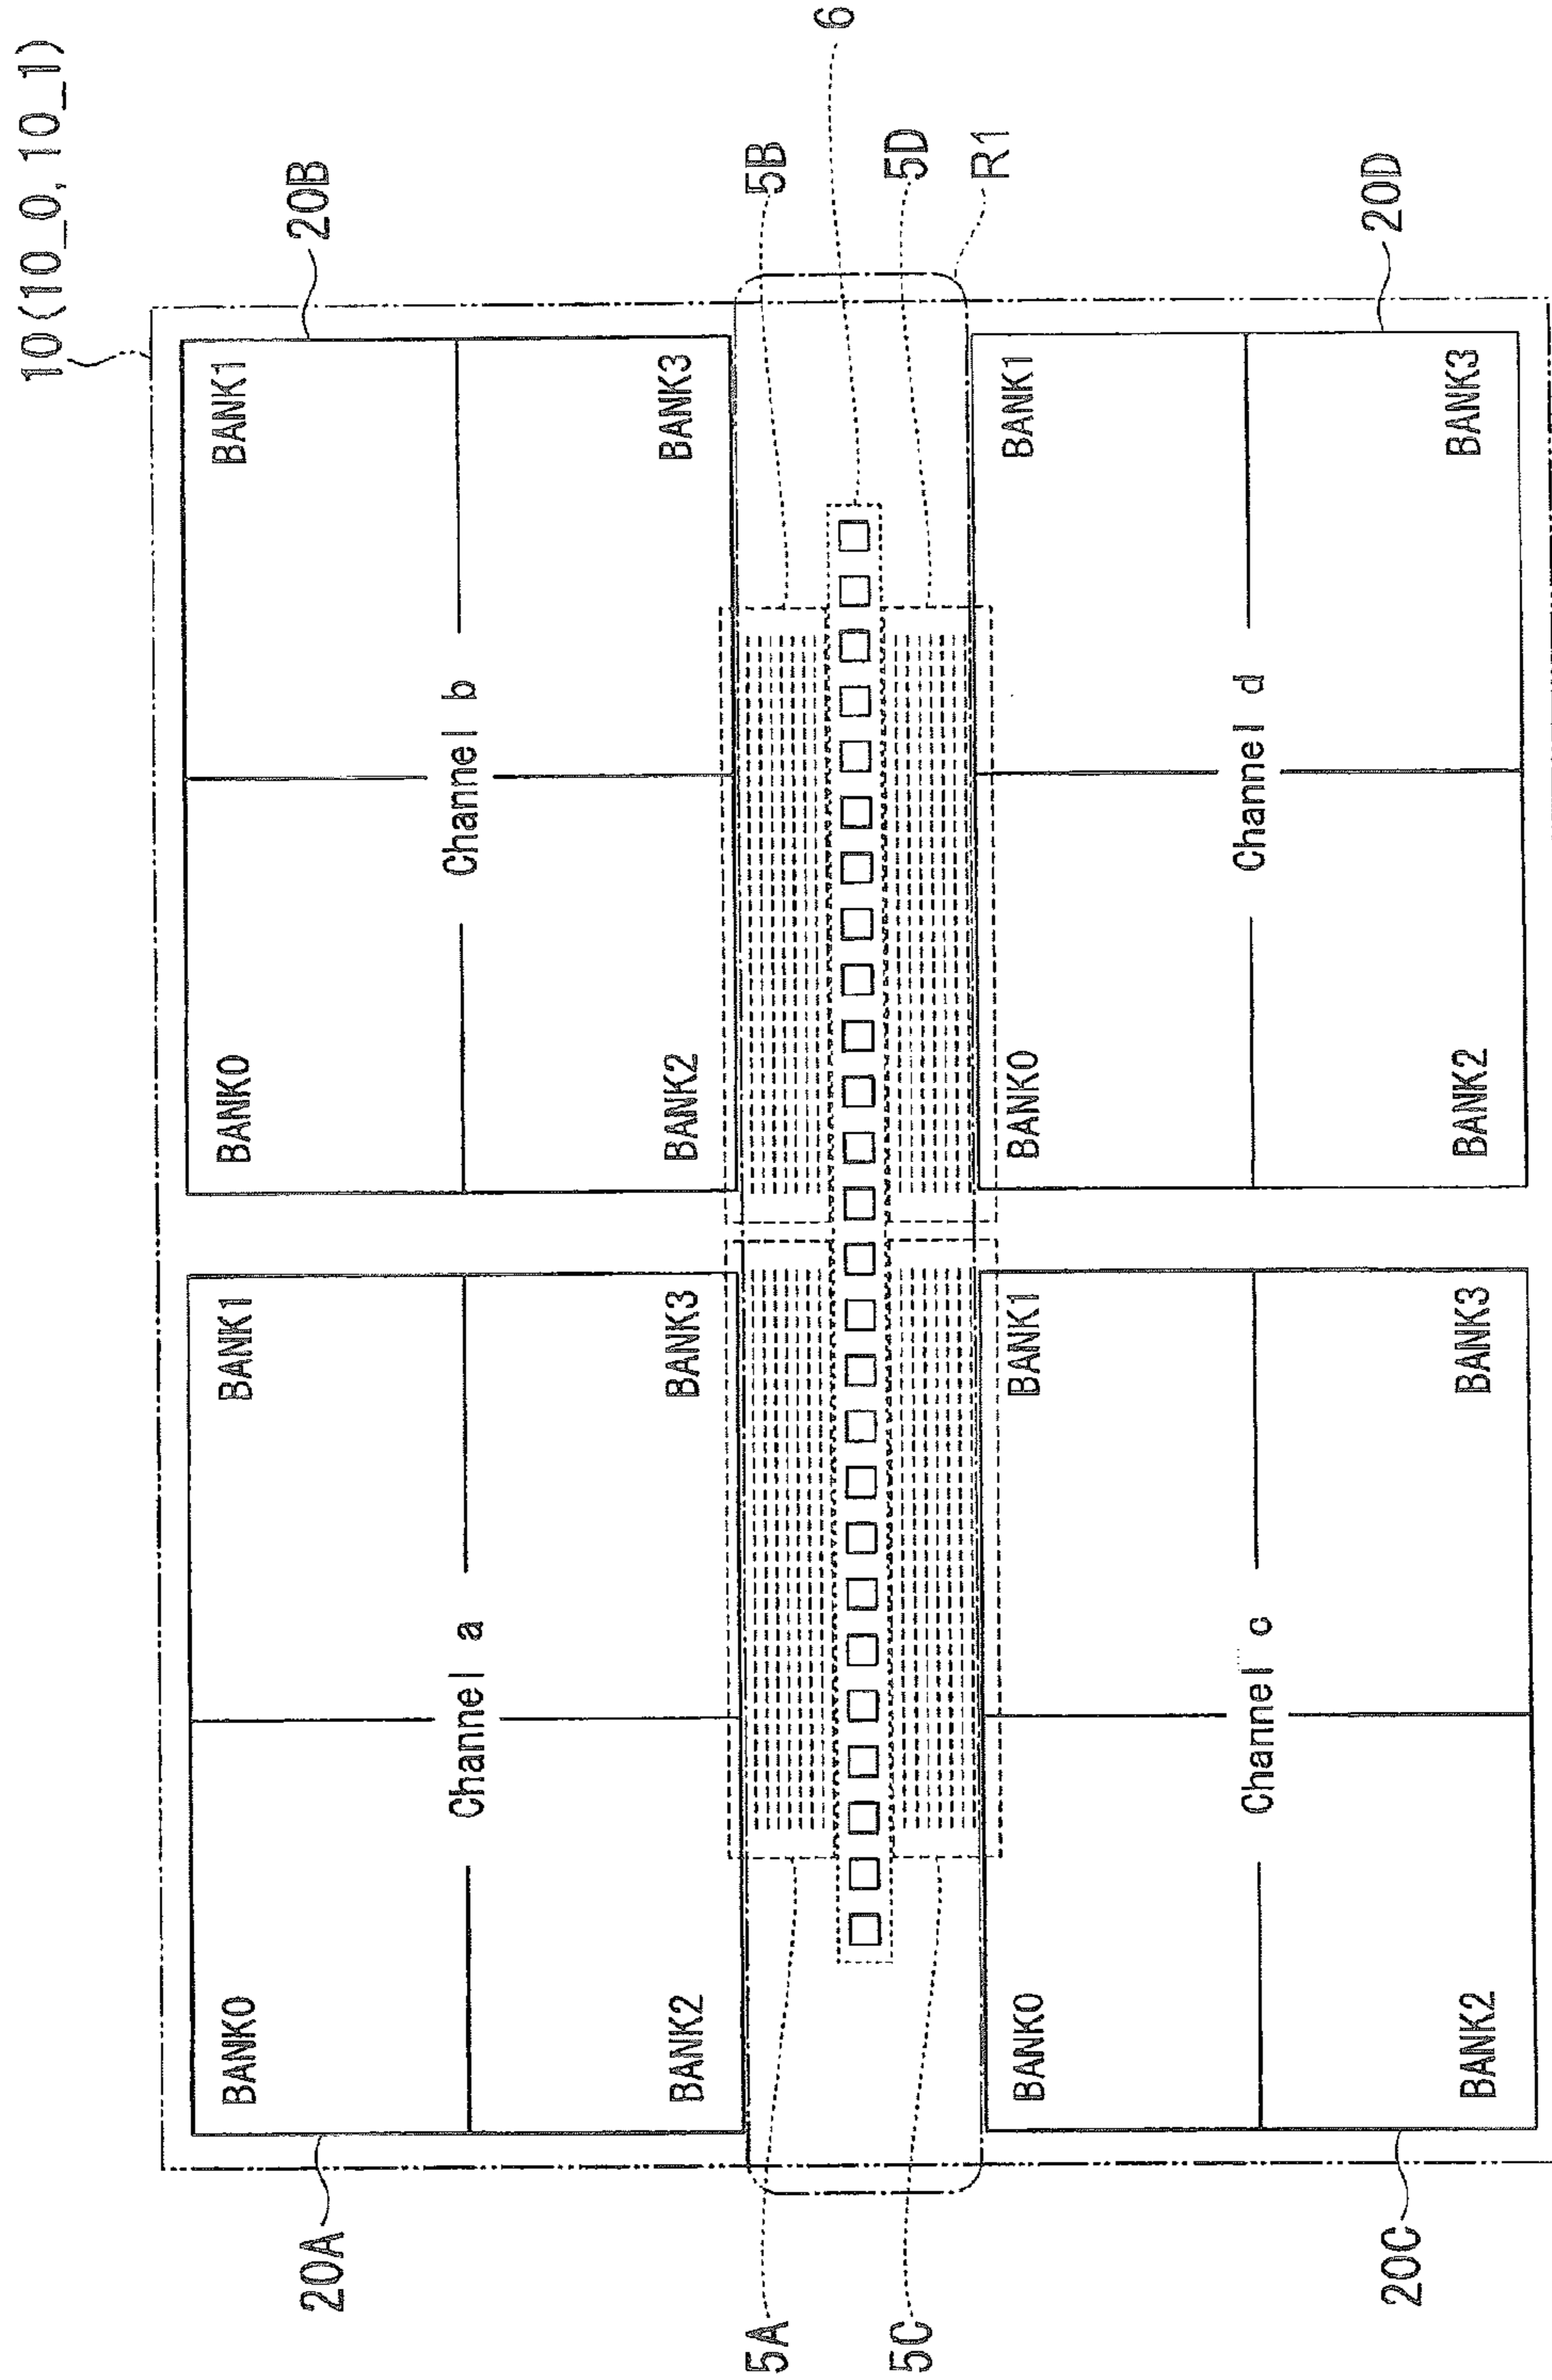 10(10_0, 10_1)
20A
20B
BANK0
BANK1
BANK0
BANK1
Channel a
Channel b
BANK2
BANK3
BANK2
BANK3
5A
5B
6
5C
5D
R1
BANK0
BANK1
BANK0
BANK1
Channel c
Channel d
BANK2
BANK3
BANK2
BANK3
20C
20D